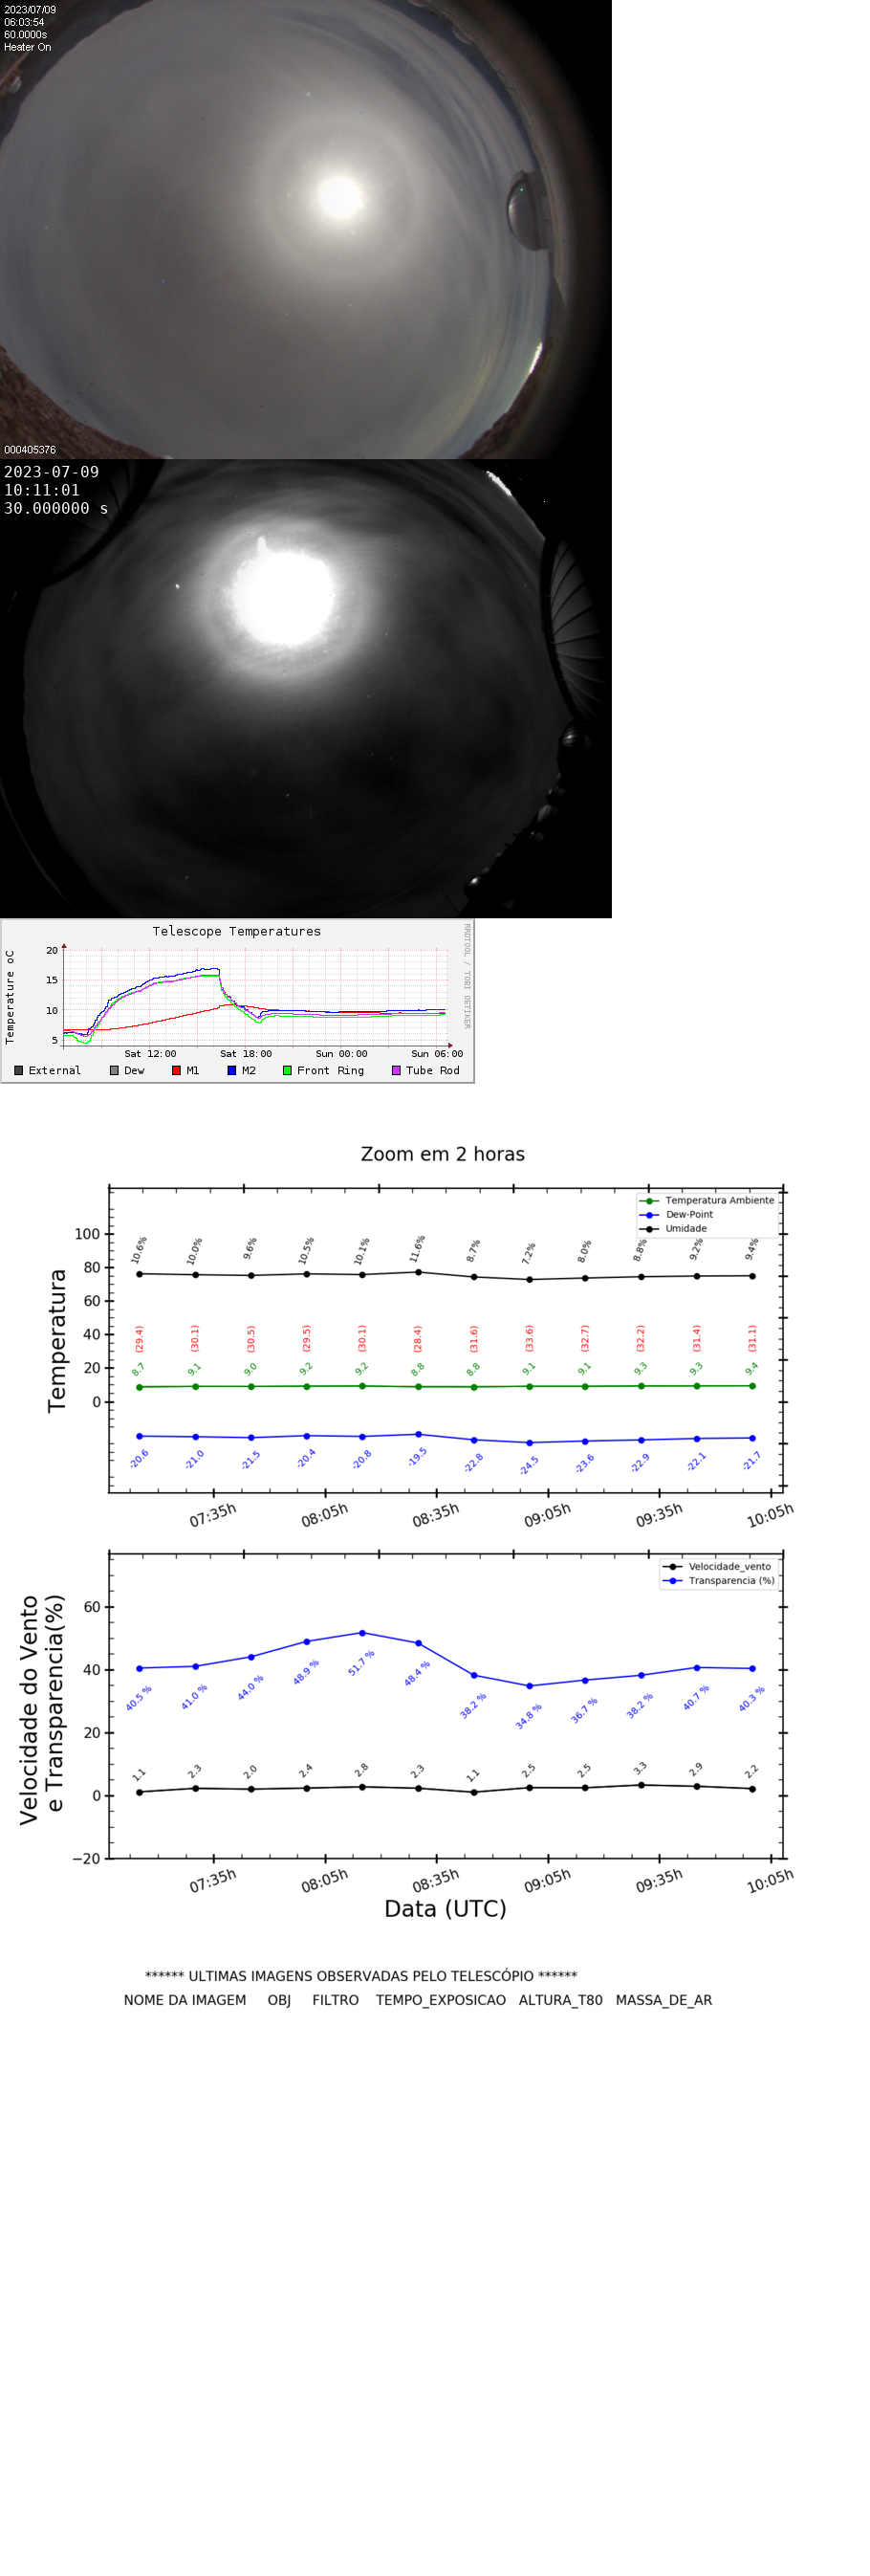 2023/07/09
06:03:54
60.0000s
Heater On
000405376
2023-07-09
10:11:01
30.000000 s
Telescope Temperatures
RRDTOOL / TOBI OETIKER
Temperature oC
20
15
10
5
Sat 12:00 Sat 18:00 Sun 00:00 Sun 06:00
External Dew M1 M2 Front Ring Tube Rod
Zoom em 2 horas
Temperatura Ambiente
Dew-Point
Umidade
Temperatura
100
80
60
40
20
0
10.6% 10.0% 9.6% 10.5% 10.1% 11.6% 8.7% 7.2% 8.0% 8.8% 9.2% 9.4%
(29.4) (30.1) (30.5) (29.5) (30.1) (28.4) (31.6) (33.6) (32.7) (32.2) (31.4) (31.1)
8.7 9.1 9.0 9.2 9.2 8.8 8.8 9.1 9.1 9.3 9.3 9.4
-20.6 -21.0 -21.5 -20.4 -20.8 -19.5 -22.8 -24.5 -23.6 -22.9 -22.1 -21.7
07:35h 08:05h 08:35h 09:05h 09:35h 10:05h
Velocidade_vento
Transparencia (%)
Velocidade do Vento
e Transparencia(%)
60
40
20
0
−20
40.5 % 41.0 % 44.0 % 48.9 % 51.7 % 48.4 % 38.2 % 34.8 % 36.7 % 38.2 % 40.7 % 40.3 %
1.1 2.3 2.0 2.4 2.8 2.3 1.1 2.5 2.5 3.3 2.9 2.2
07:35h 08:05h 08:35h 09:05h 09:35h 10:05h
Data (UTC)
****** ULTIMAS IMAGENS OBSERVADAS PELO TELESCÓPIO ******
NOME DA IMAGEM OBJ FILTRO TEMPO_EXPOSICAO ALTURA_T80 MASSA_DE_AR